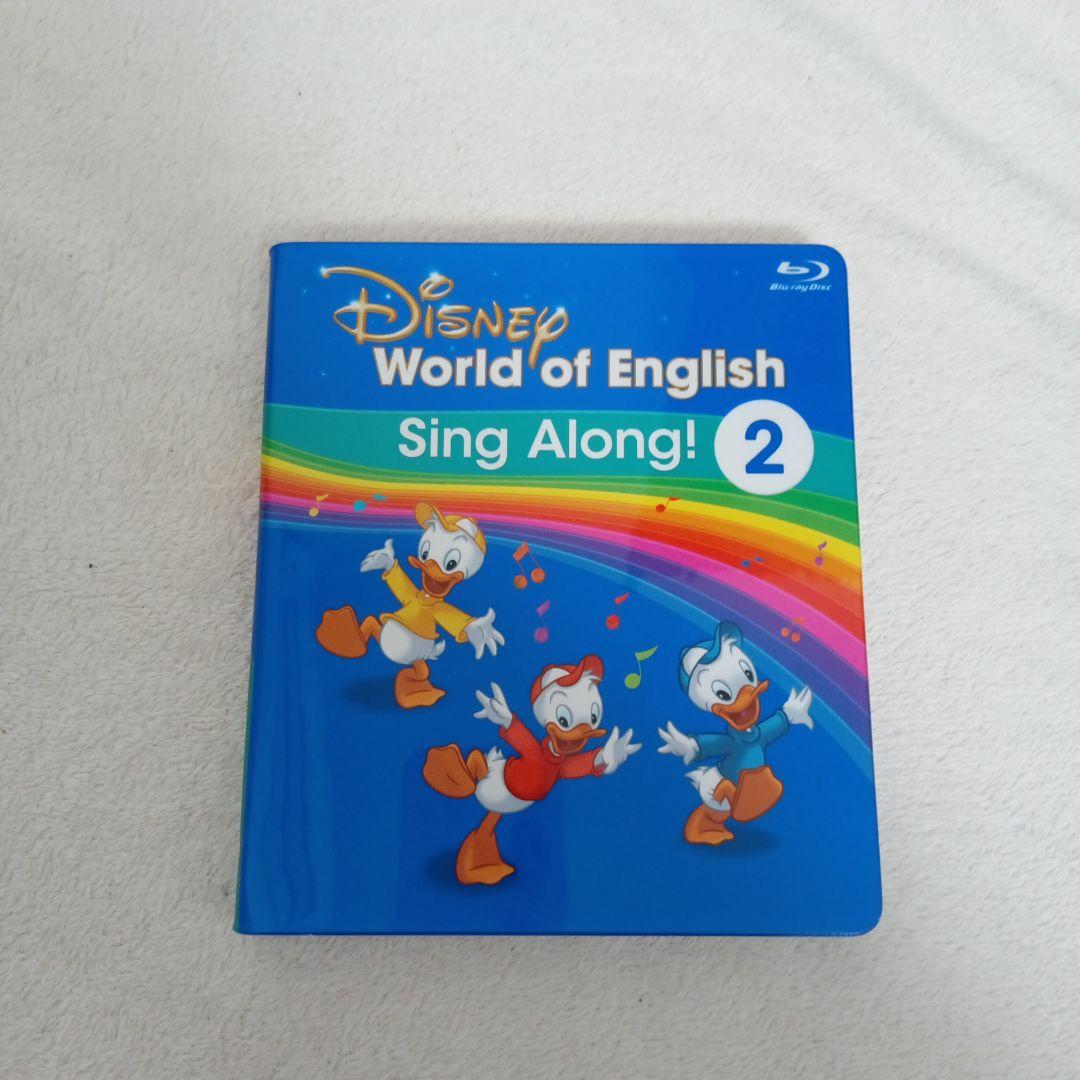 Blu-ray Disc
Disney
World of English
Sing Along! 2